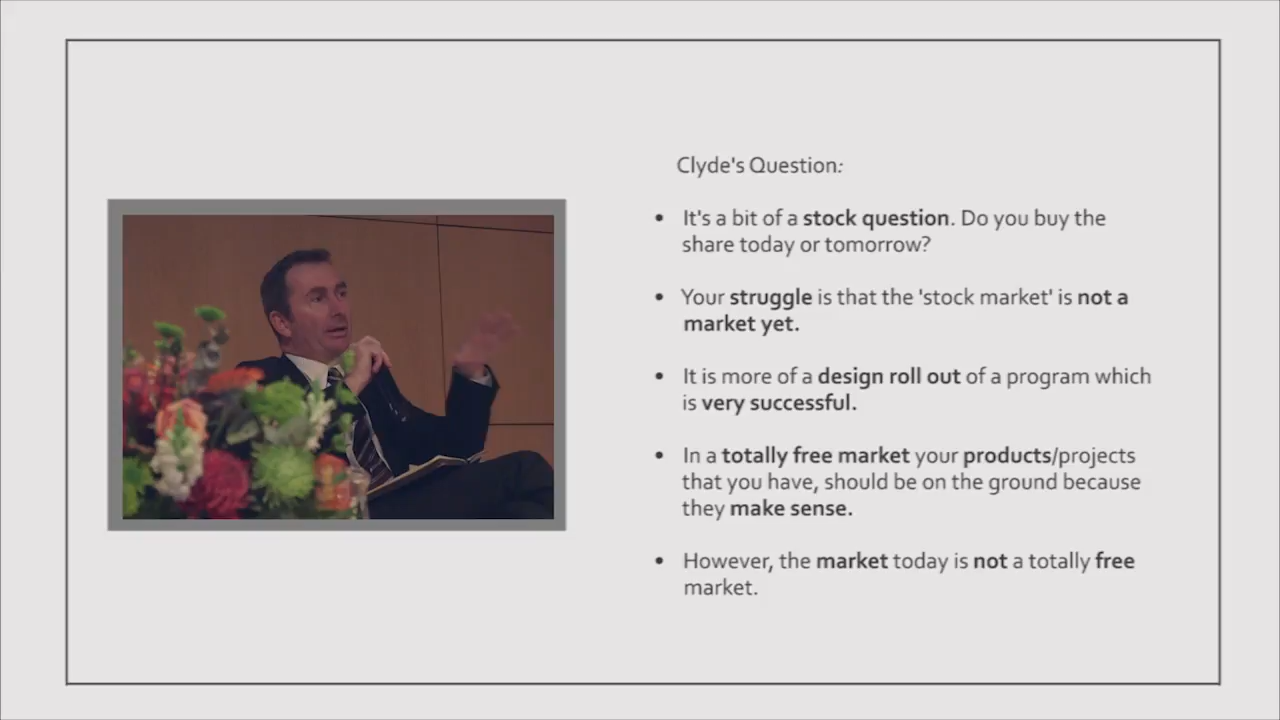 Clyde's Question:
• It's a bit of a stock question. Do you buy the
share today or tomorrow?
• Your struggle is that the 'stock market' is not a
market yet.
• It is more of a design roll out of a program which
is very successful.
• In a totally free market your products/projects
that you have, should be on the ground because
they make sense.
• However, the market today is not a totally free
market.